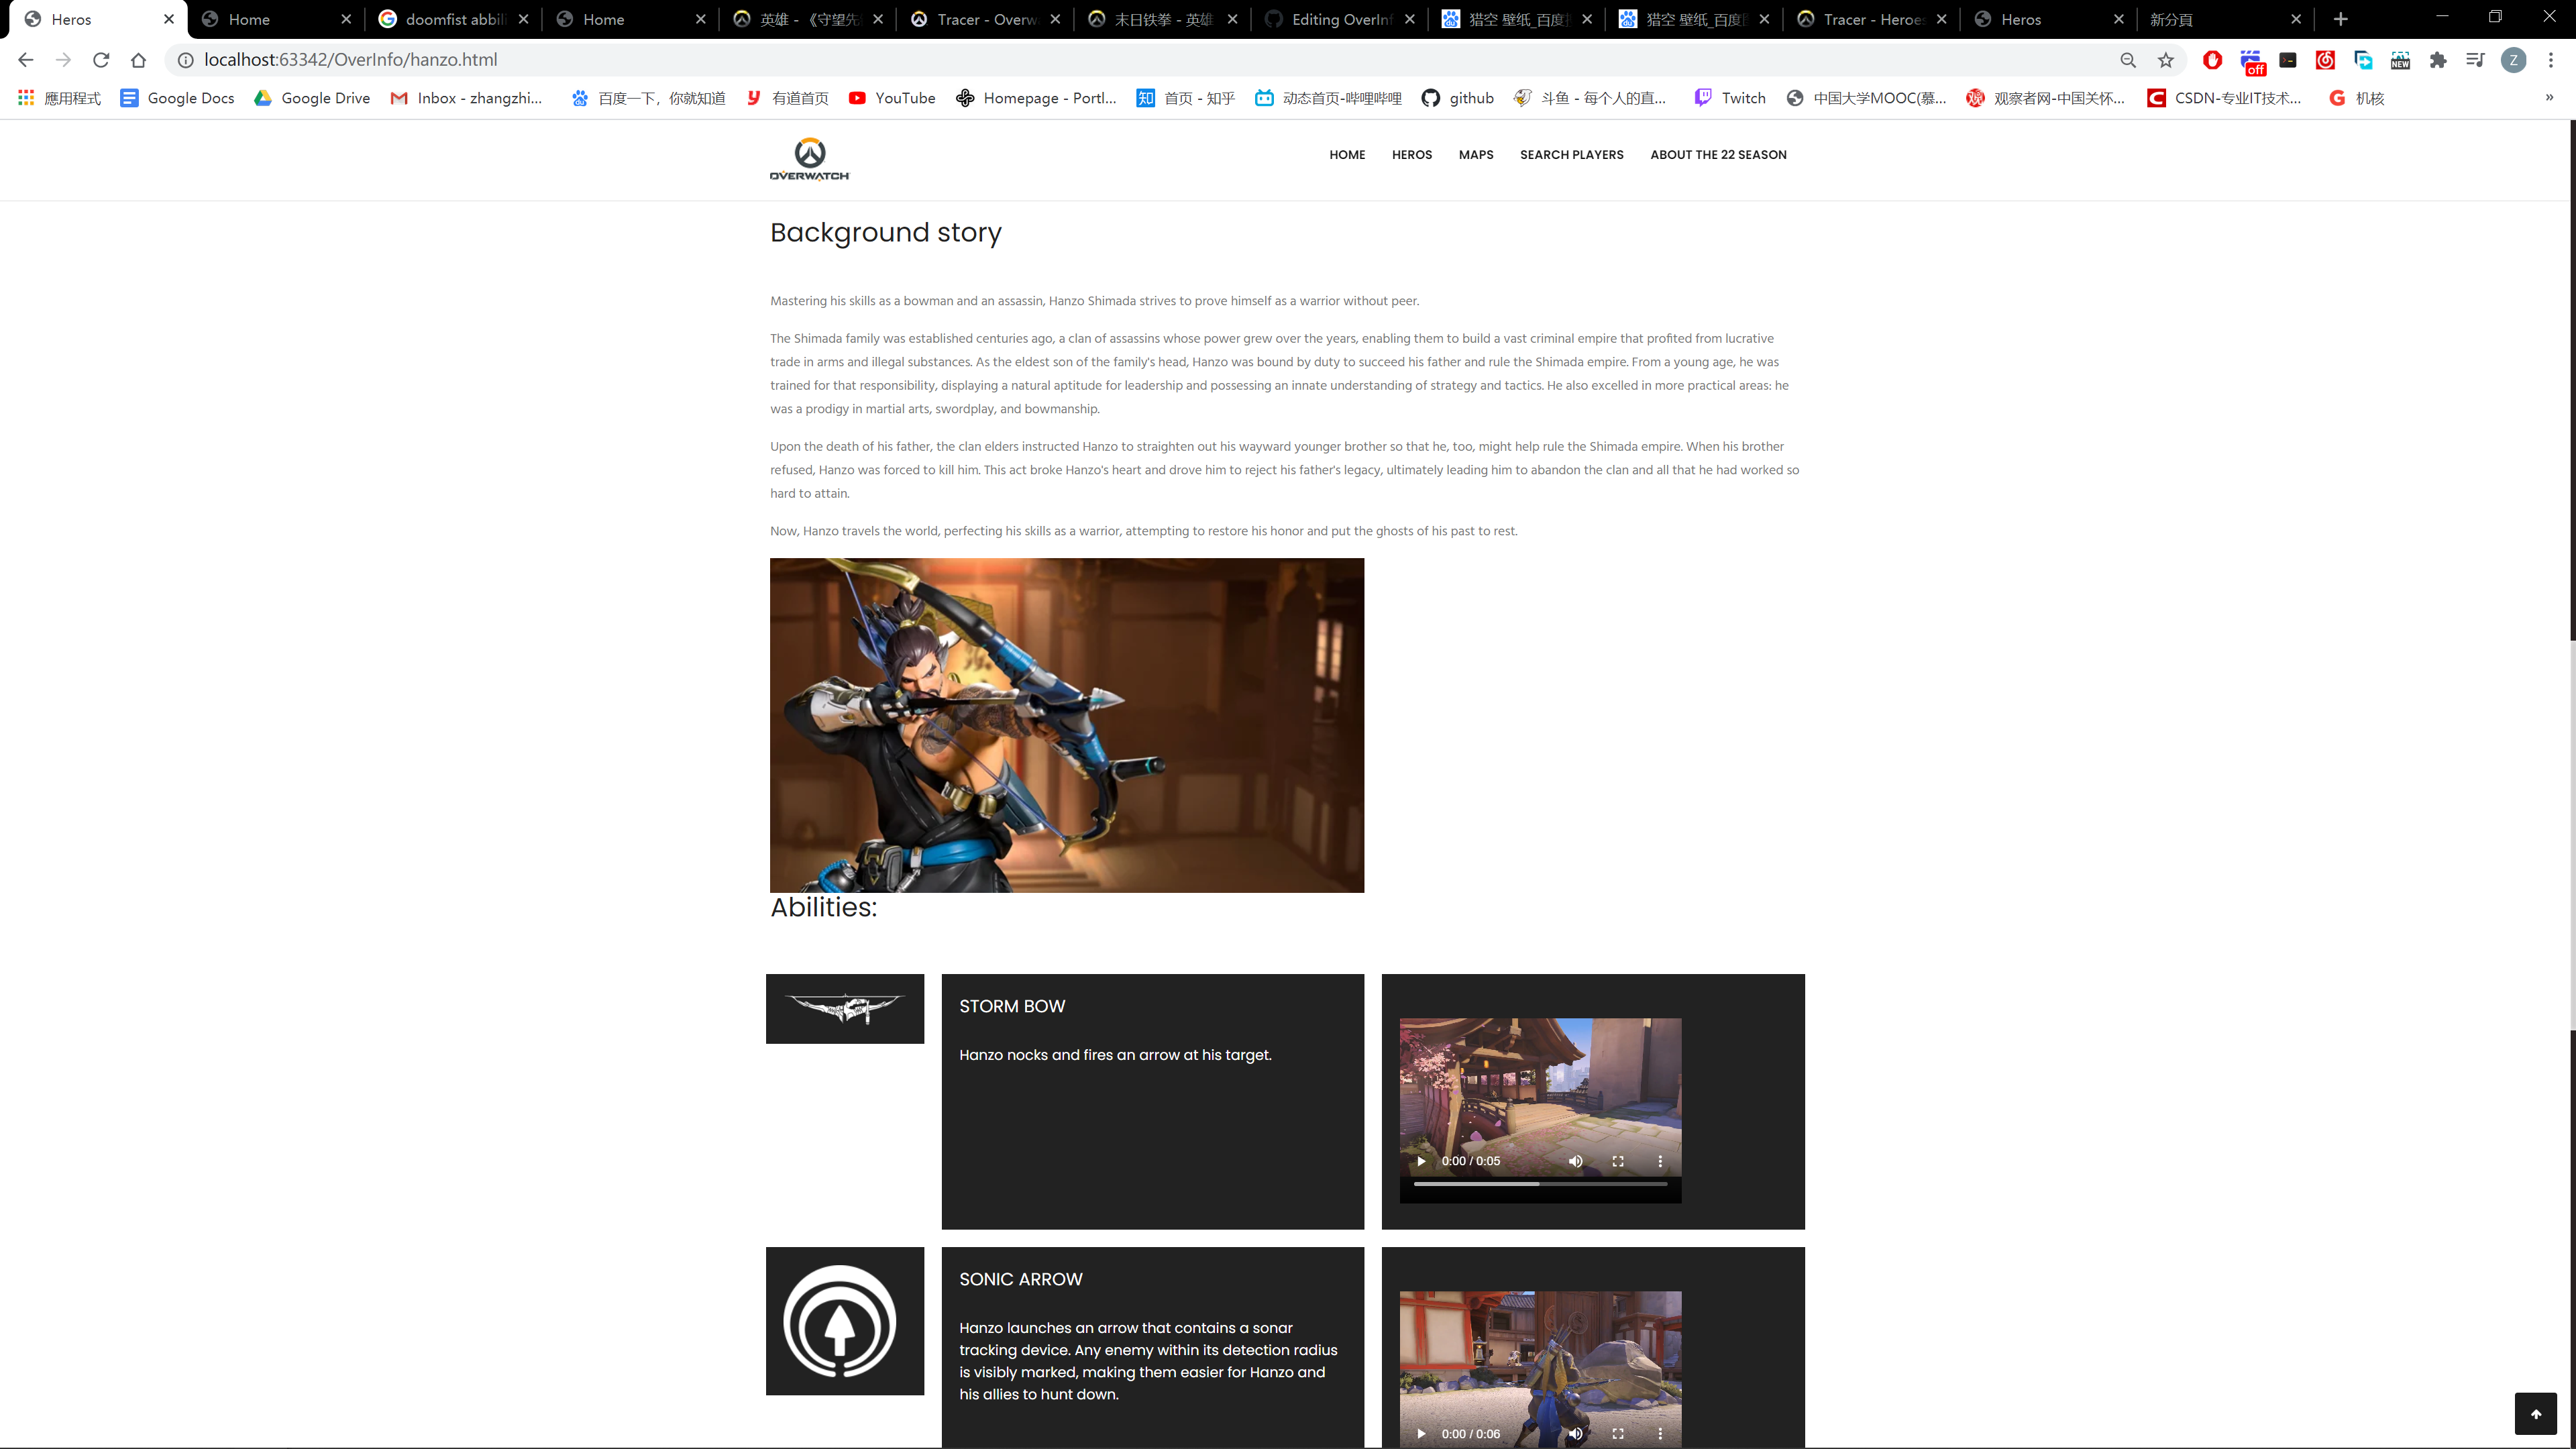 Heros
Home
doomfist abbili
Home
英雄 - 《守望先
Tracer - Overw
末日铁拳 - 英雄
Editing OverInf
猎空 壁纸_百度
猎空 壁纸_百度
Tracer - Heroes
Heros
新分頁
localhost:63342/OverInfo/hanzo.html
off
NEW
Z
應用程式
Google Docs
Google Drive
Inbox - zhangzhi...
百度一下，你就知道
有道首页
YouTube
Homepage - Portl...
首页 - 知乎
动态首页-哔哩哔哩
github
斗鱼 - 每个人的直...
Twitch
中国大学MOOC(慕...
观察者网-中国关怀...
CSDN-专业IT技术...
机核
»
OVERWATCH
HOME
HEROS
MAPS
SEARCH PLAYERS
ABOUT THE 22 SEASON
Background story
Mastering his skills as a bowman and an assassin, Hanzo Shimada strives to prove himself as a warrior without peer.
The Shimada family was established centuries ago, a clan of assassins whose power grew over the years, enabling them to build a vast criminal empire that profited from lucrative
trade in arms and illegal substances. As the eldest son of the family's head, Hanzo was bound by duty to succeed his father and rule the Shimada empire. From a young age, he was
trained for that responsibility, displaying a natural aptitude for leadership and possessing an innate understanding of strategy and tactics. He also excelled in more practical areas: he
was a prodigy in martial arts, swordplay, and bowmanship.
Upon the death of his father, the clan elders instructed Hanzo to straighten out his wayward younger brother so that he, too, might help rule the Shimada empire. When his brother
refused, Hanzo was forced to kill him. This act broke Hanzo's heart and drove him to reject his father's legacy, ultimately leading him to abandon the clan and all that he had worked so
hard to attain.
Now, Hanzo travels the world, perfecting his skills as a warrior, attempting to restore his honor and put the ghosts of his past to rest.
Abilities:
STORM BOW
Hanzo nocks and fires an arrow at his target.
0:00 / 0:05
SONIC ARROW
Hanzo launches an arrow that contains a sonar
tracking device. Any enemy within its detection radius
is visibly marked, making them easier for Hanzo and
his allies to hunt down.
0:00 / 0:06